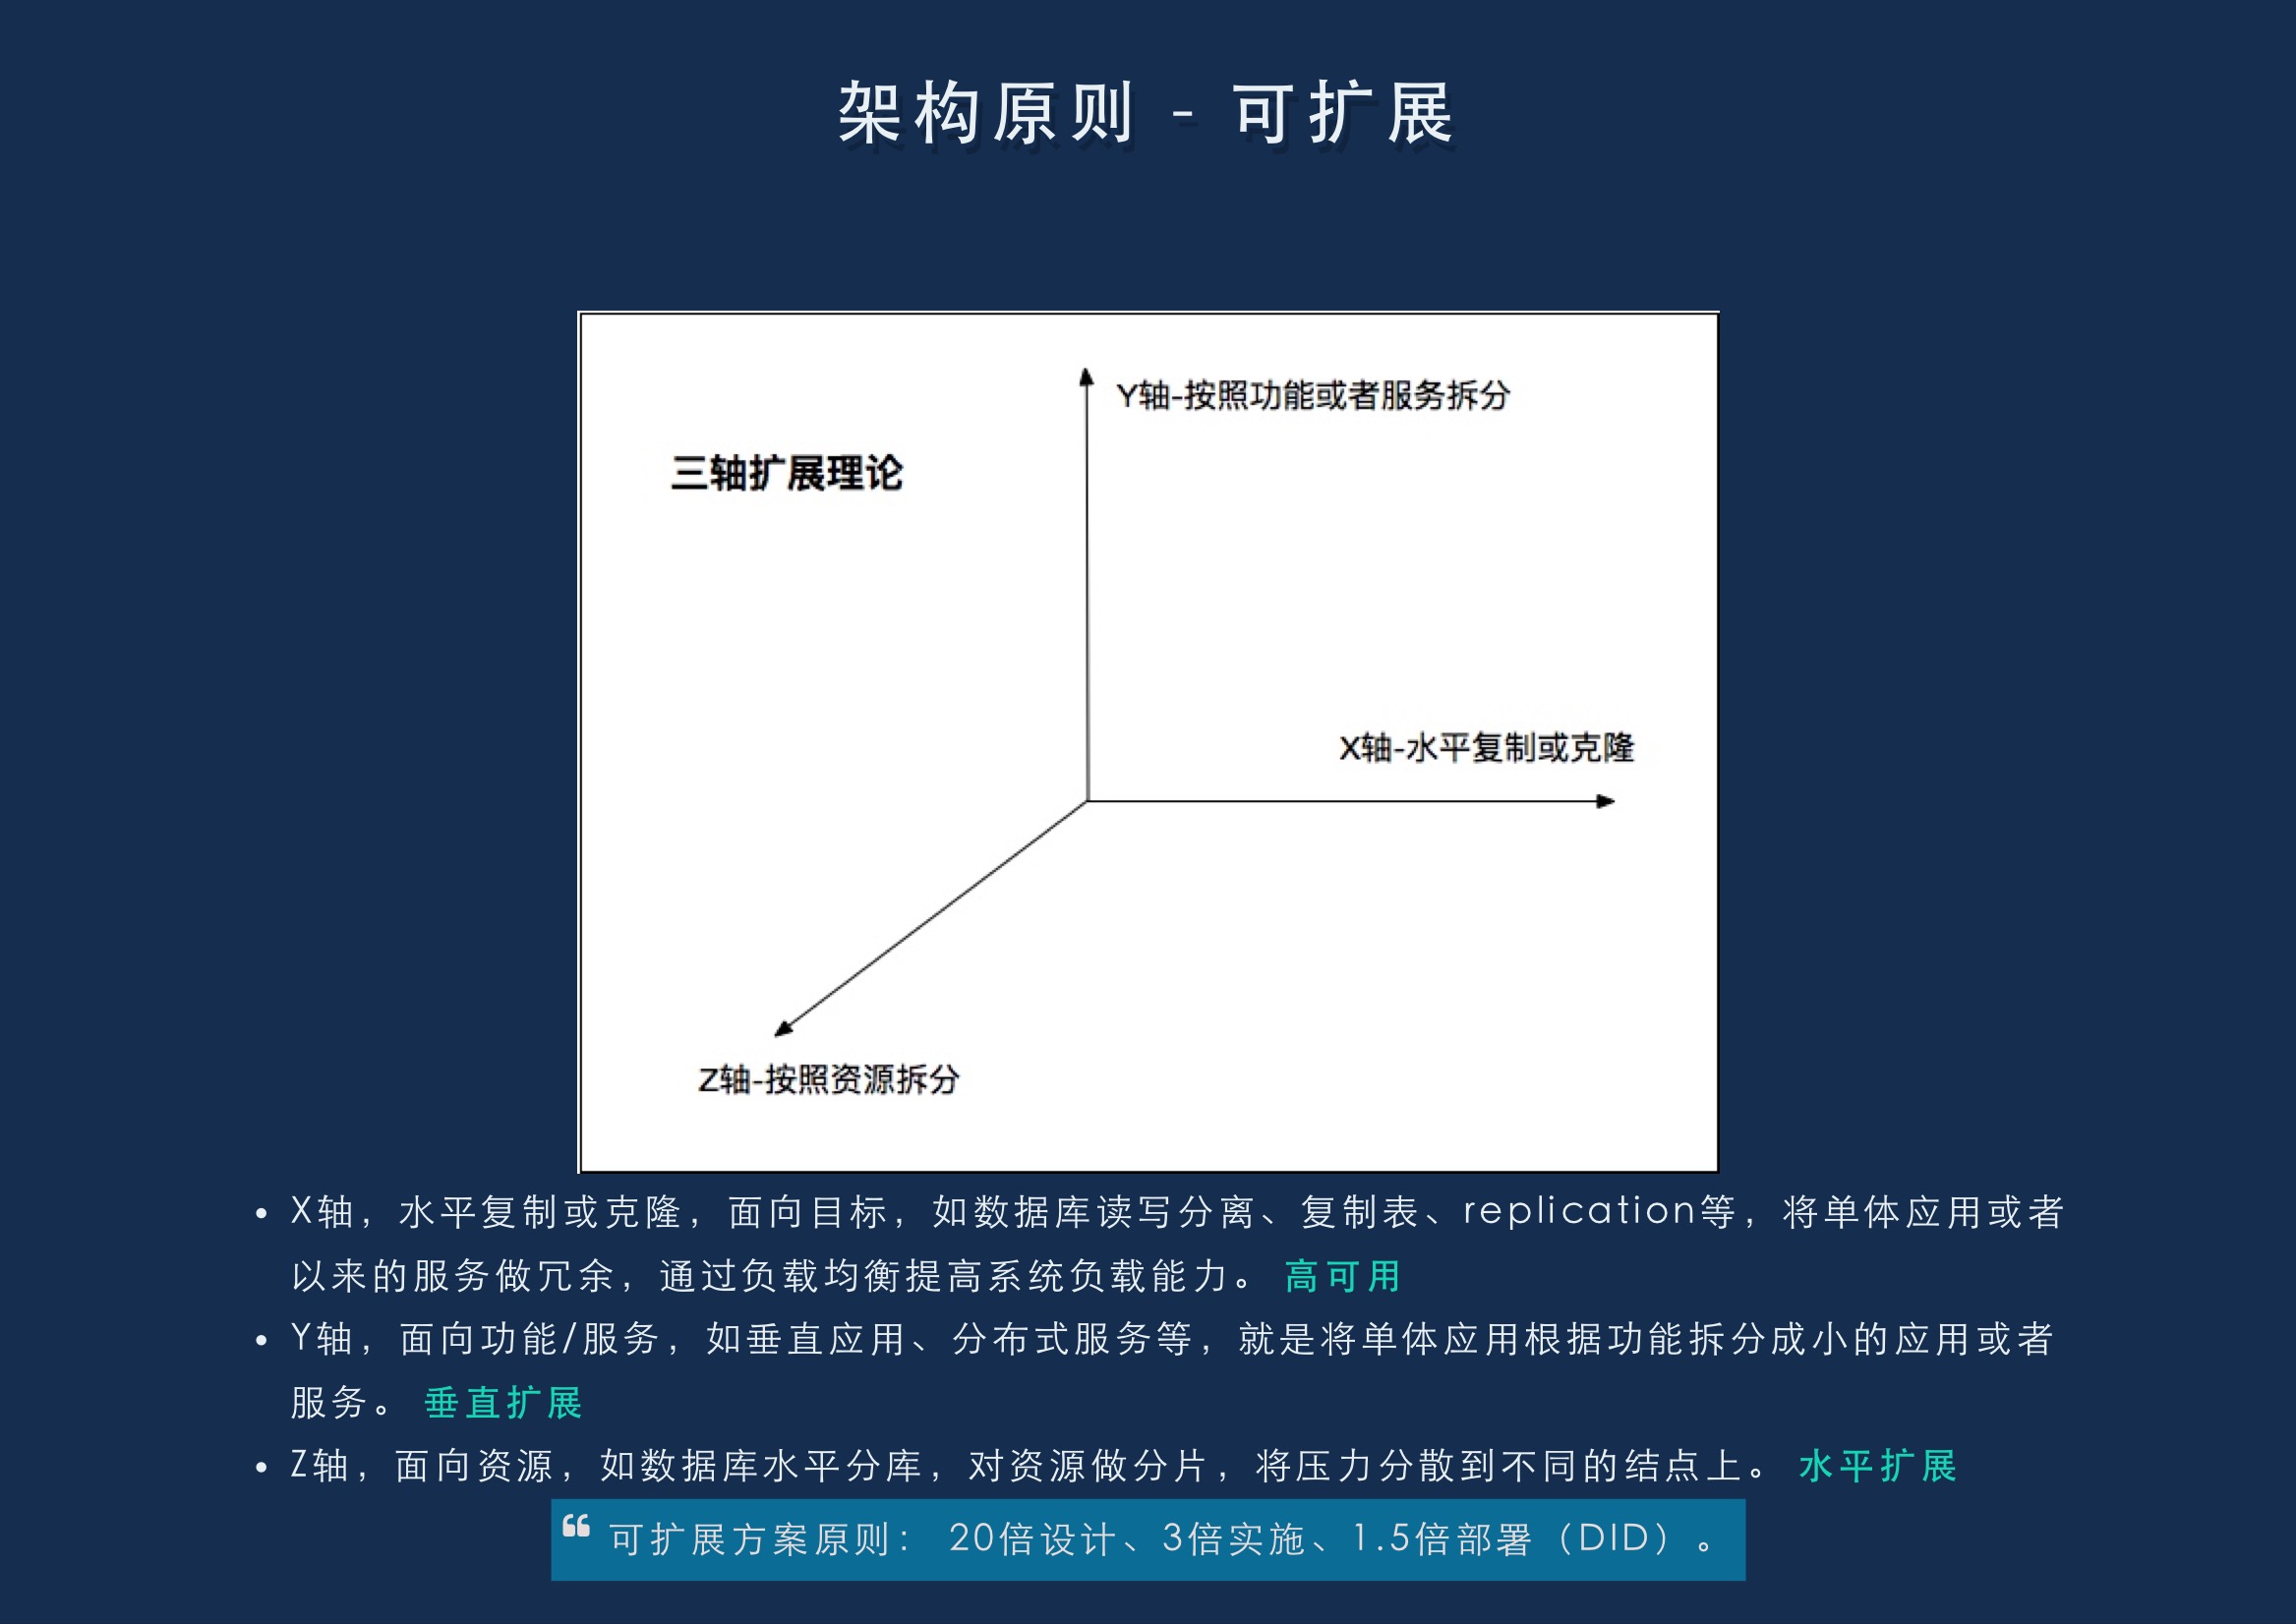 架构原则 - 可扩展
Y轴-按照功能或者服务拆分
三轴扩展理论
X轴-水平复制或克隆
Z轴-按照资源拆分
• X轴，水平复制或克隆，面向目标，如数据库读写分离、复制表、replication等，将单体应用或者
以来的服务做冗余，通过负载均衡提高系统负载能力。 高可用
• Y轴，面向功能/服务，如垂直应用、分布式服务等，就是将单体应用根据功能拆分成小的应用或者
服务。 垂直扩展
• Z轴，面向资源，如数据库水平分库，对资源做分片，将压力分散到不同的结点上。 水平扩展
“ 可扩展方案原则： 20倍设计、3倍实施、1.5倍部署（DID）。